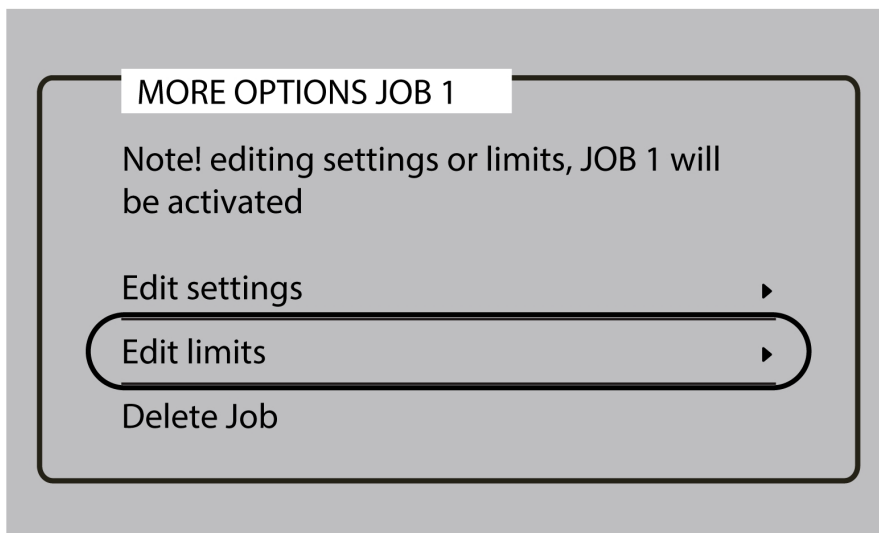 MORE OPTIONS JOB 1
Note! editing settings or limits, JOB 1 will
be activated
Edit settings
Edit limits
Delete Job